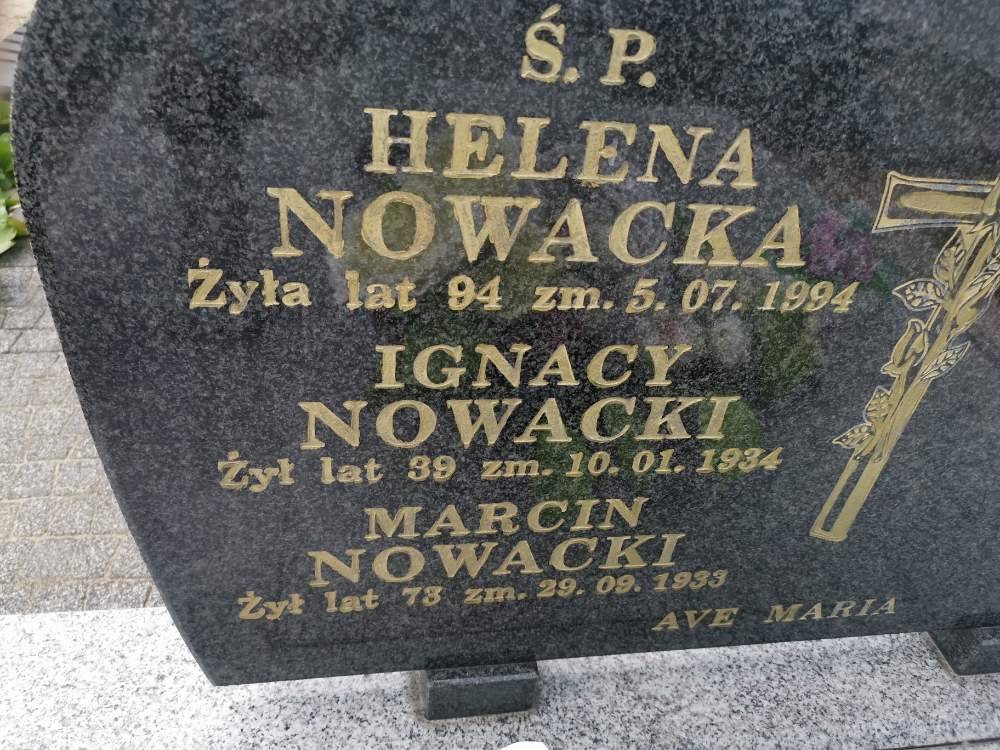 Ś. P.
HELENA
NOWACKA
Żyła lat 94 zm. 5. 07. 1994
IGNACY
NOWACKI
Żył lat 39 zm. 10. 01. 1934
MARCIN
NOWACKI
Żył lat 73 zm. 29. 09. 1933
AVE MARIA